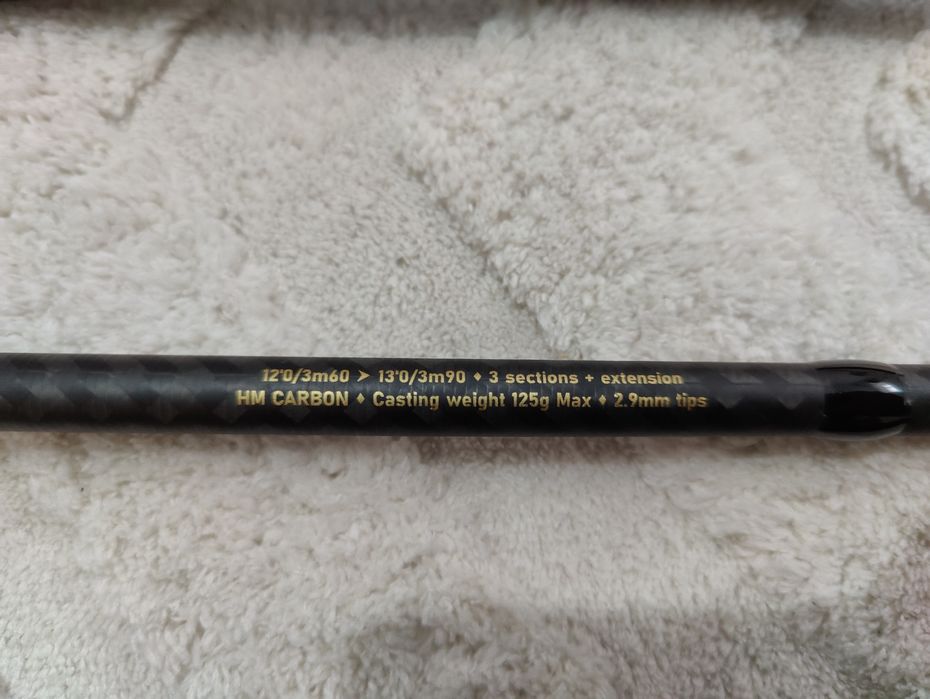 12'0/3m60 ➤ 13'0/3m90 ♦ 3 sections + extension
HM CARBON ♦ Casting weight 125g Max ♦ 2.9mm tips